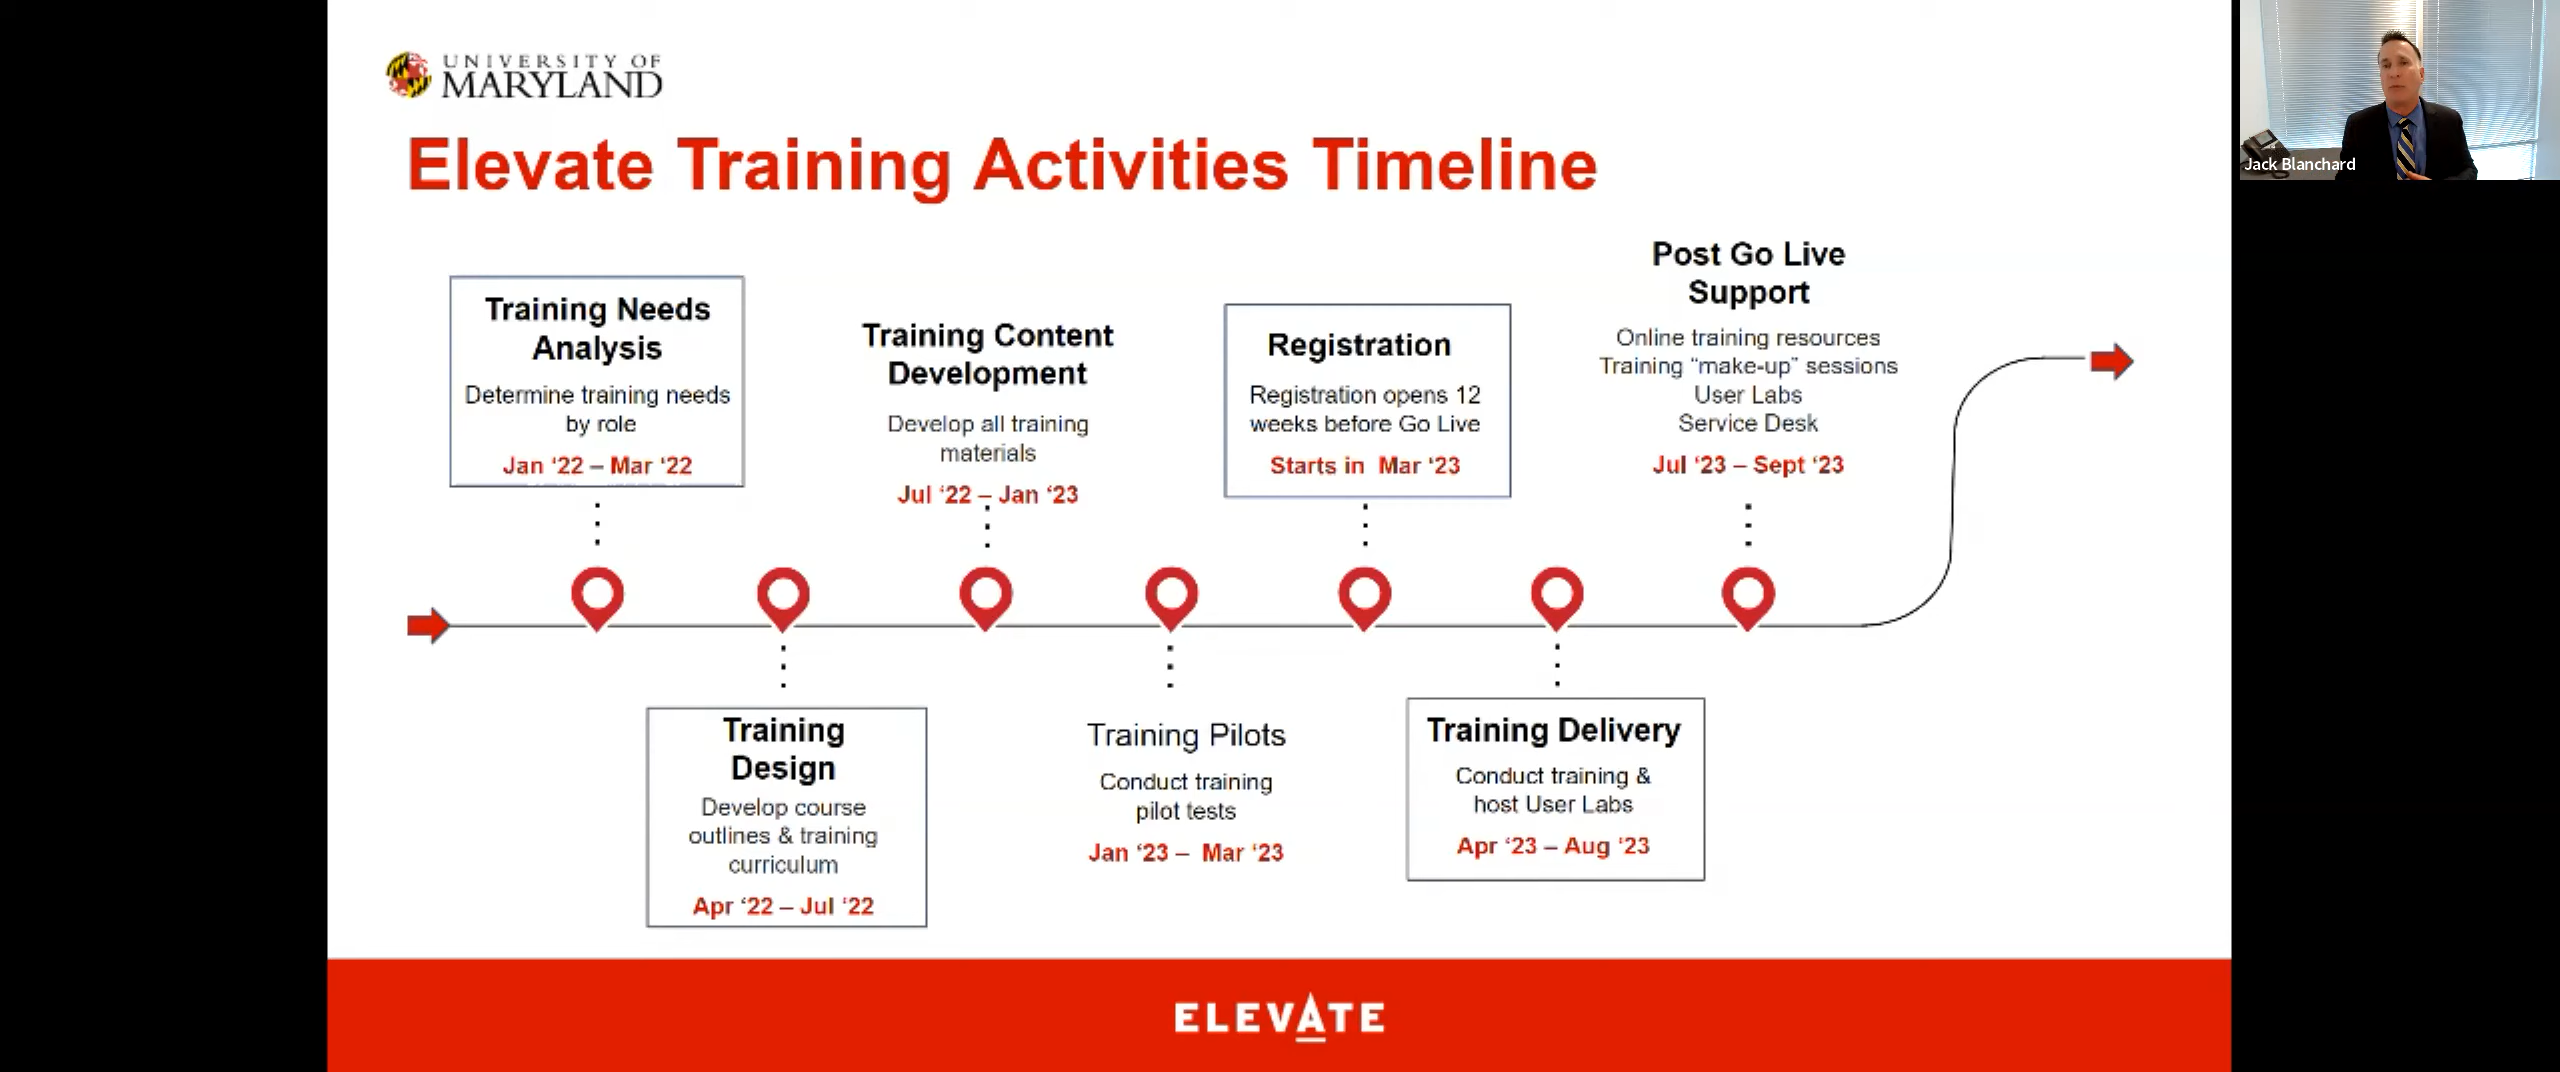 UNIVERSITY OF
MARYLAND
Jack Blanchard
Elevate Training Activities Timeline
Training Needs
Analysis
Determine training needs
by role
Jan ‘22 – Mar ‘22
Training
Design
Develop course
outlines & training
curriculum
Apr ‘22 – Jul ‘22
Training Content
Development
Develop all training
materials
Jul ‘22 – Jan ‘23
Training Pilots
Conduct training
pilot tests
Jan ‘23 – Mar ‘23
Registration
Registration opens 12
weeks before Go Live
Starts in Mar ‘23
Training Delivery
Conduct training &
host User Labs
Apr ‘23 – Aug ‘23
Post Go Live
Support
Online training resources
Training “make-up” sessions
User Labs
Service Desk
Jul ‘23 – Sept ‘23
ELEVATE